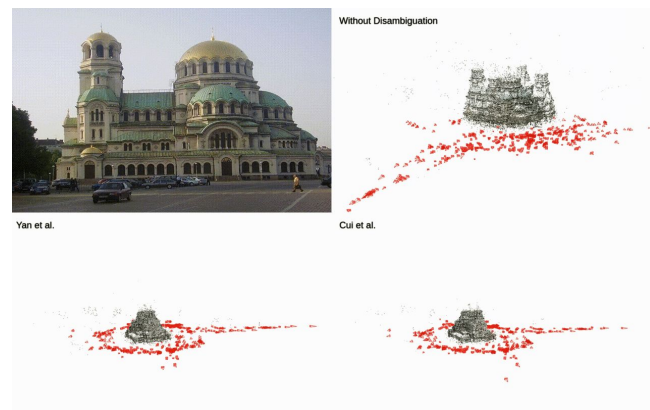 Without Disambiguation
Yan et al.
Cui et al.